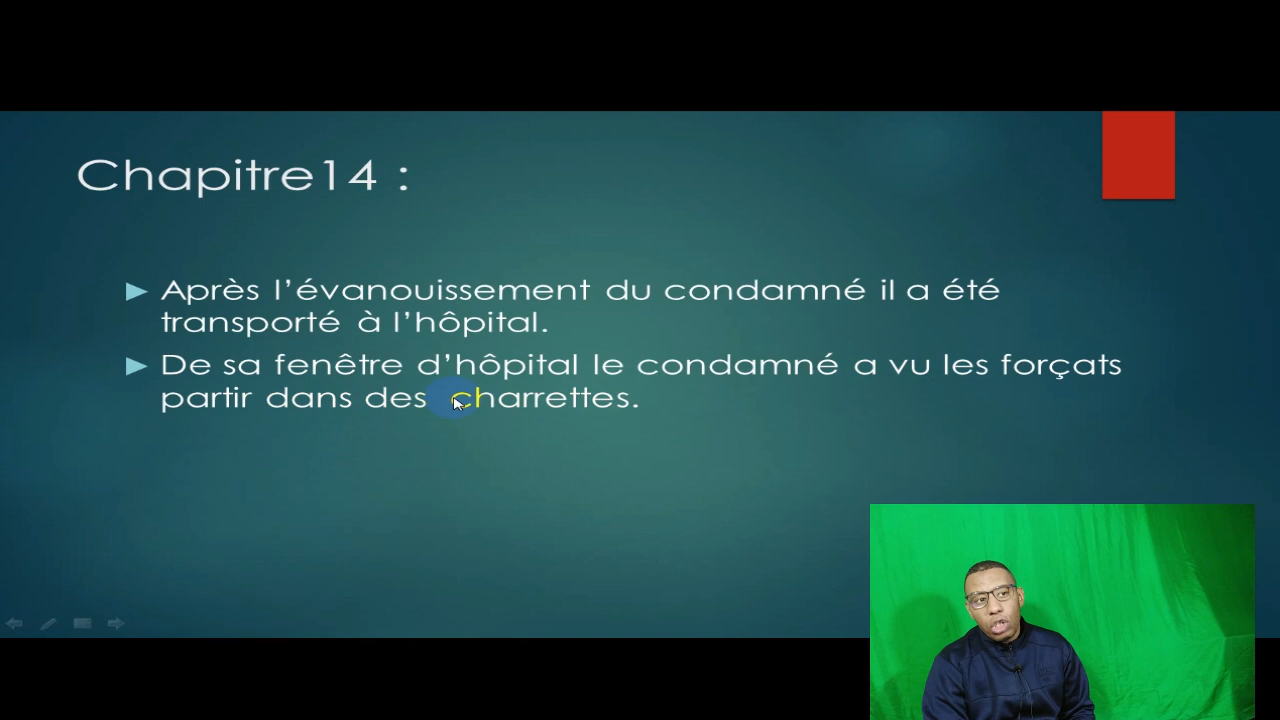 Chapitre14 :
Après l’évanouissement du condamné il a été
transporté à l’hôpital.
De sa fenêtre d’hôpital le condamné a vu les forçats
partir dans des charrettes.